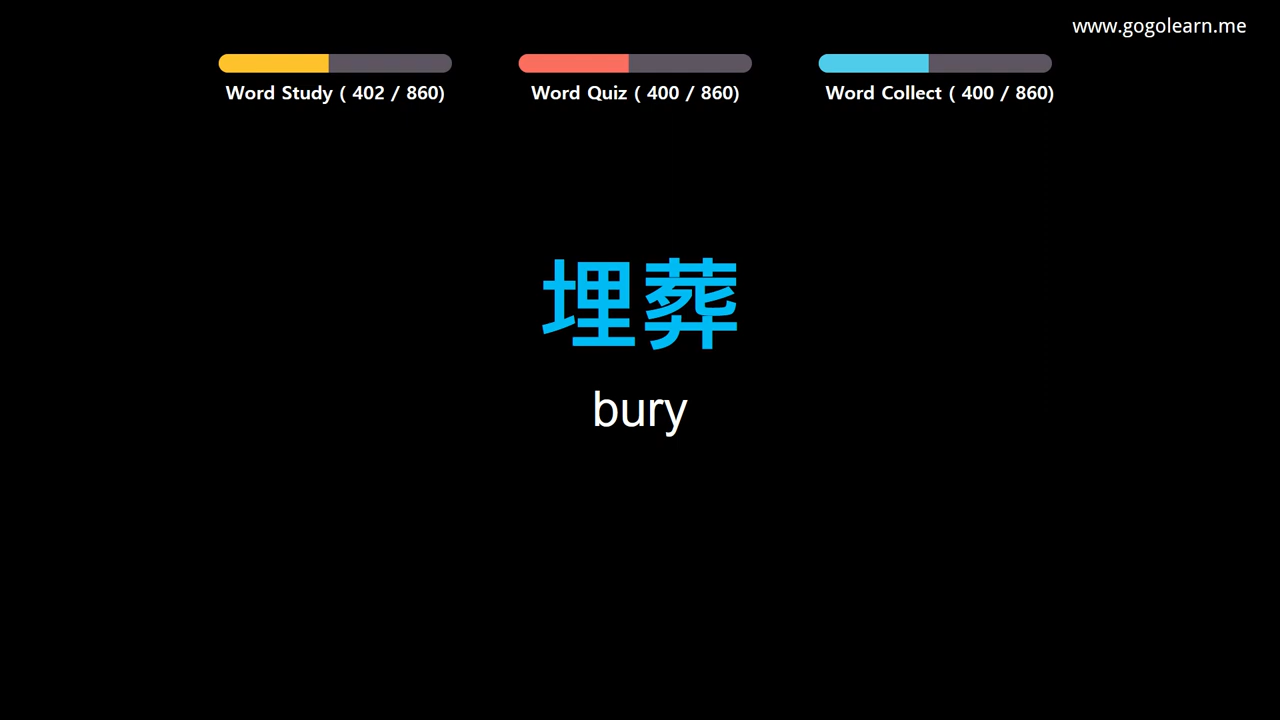 www.gogolearn.me
Word Study ( 402 / 860)
Word Quiz ( 400 / 860)
Word Collect ( 400 / 860)
埋葬
bury